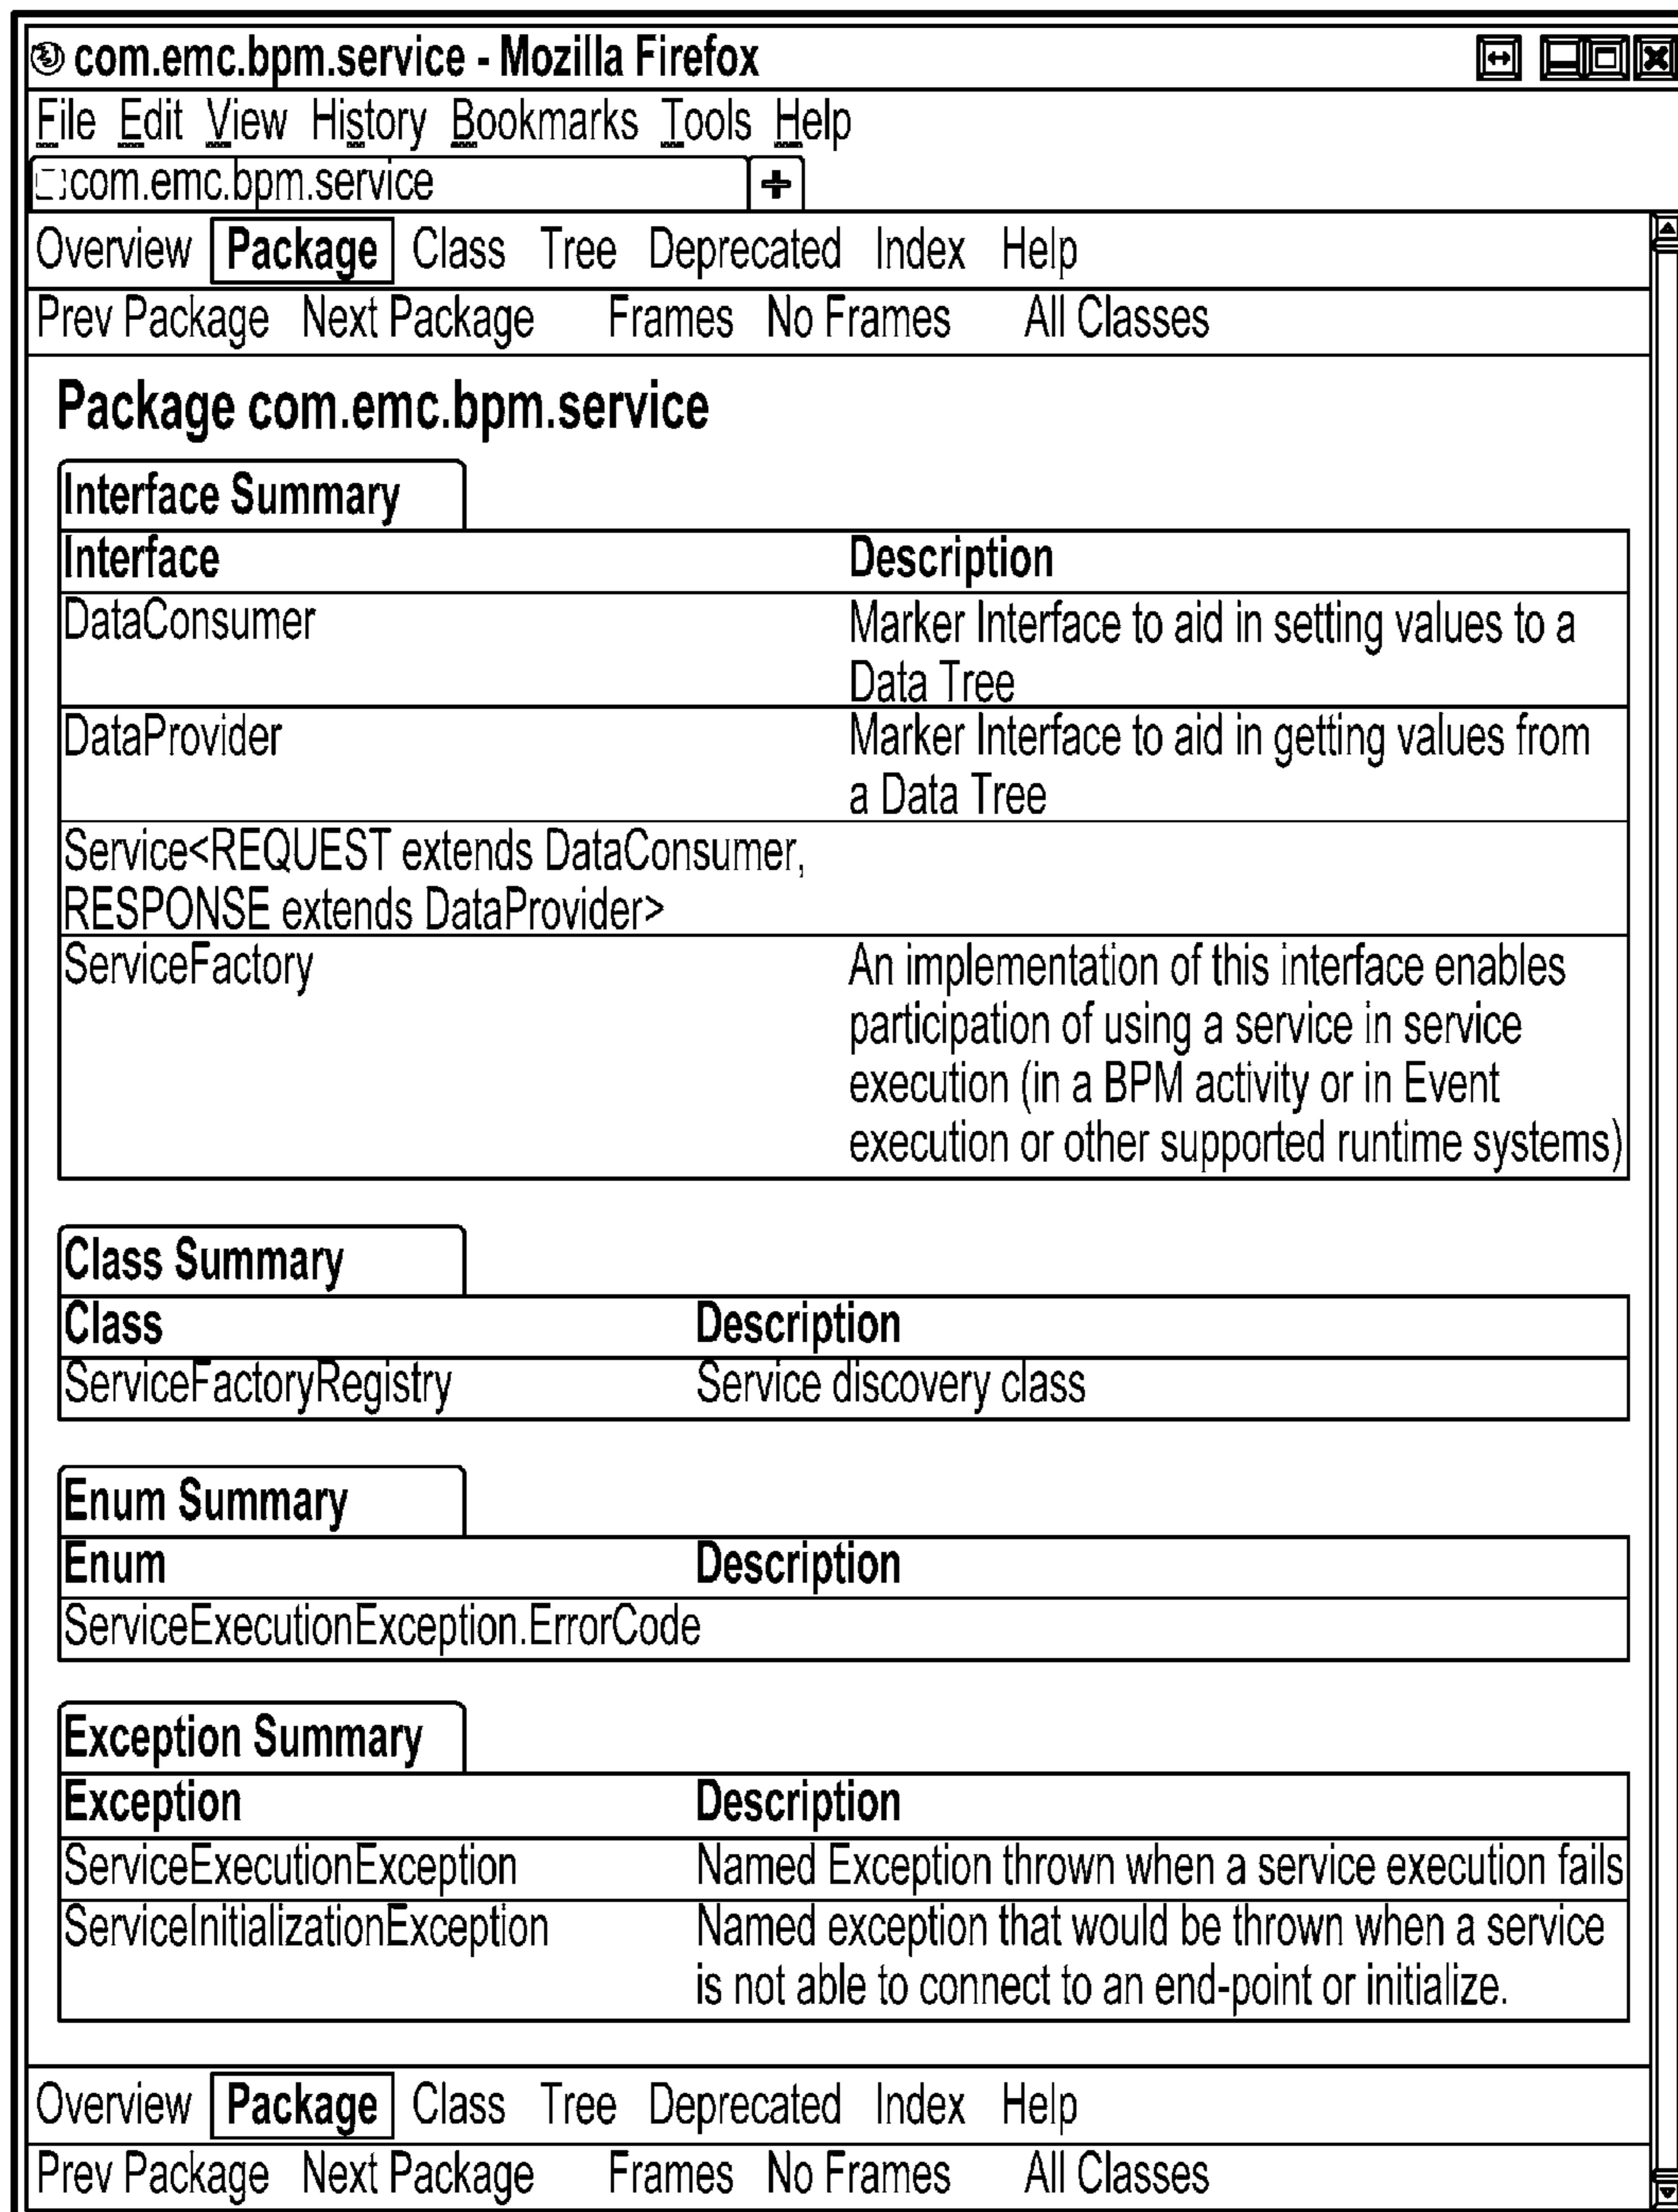 com.emc.bpm.service - Mozilla Firefox
File Edit View History Bookmarks Tools Help
com.emc.bpm.service
Overview Package Class Tree Deprecated Index Help
Prev Package Next Package Frames No Frames All Classes
Package com.emc.bpm.service
Interface Summary
Interface Description
DataConsumer Marker Interface to aid in setting values to a
Data Tree
DataProvider Marker Interface to aid in getting values from
a Data Tree
Service<REQUEST extends DataConsumer,
RESPONSE extends DataProvider>
ServiceFactory An implementation of this interface enables
participation of using a service in service
execution (in a BPM activity or in Event
execution or other supported runtime systems)
Class Summary
Class Description
ServiceFactoryRegistry Service discovery class
Enum Summary
Enum Description
ServiceExecutionException.ErrorCode
Exception Summary
Exception Description
ServiceExecutionException Named Exception thrown when a service execution fails
ServiceInitializationException Named exception that would be thrown when a service
is not able to connect to an end-point or initialize.
Overview Package Class Tree Deprecated Index Help
Prev Package Next Package Frames No Frames All Classes